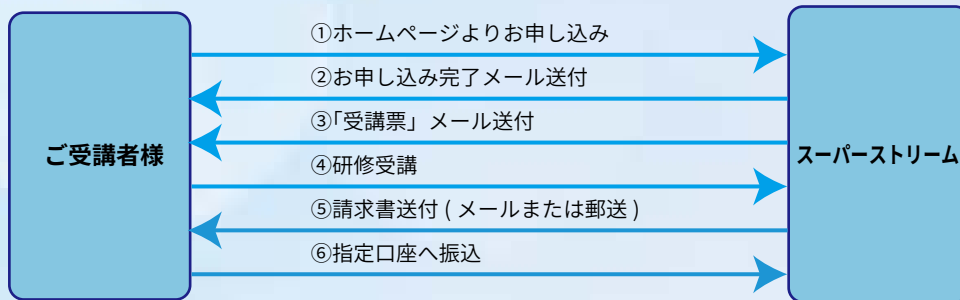 ①ホームページよりお申し込み
②お申し込み完了メール送付
③「受講票」メール送付
ご受講者様
スーパーストリーム
④研修受講
⑤請求書送付 ( メールまたは郵送 )
⑥指定口座へ振込